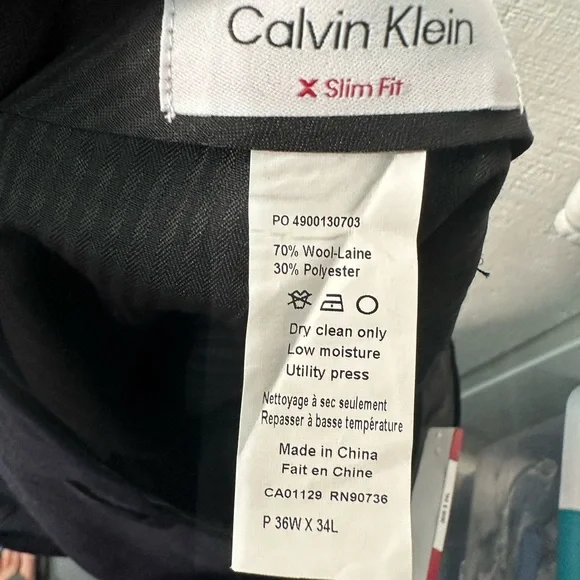 Calvin Klein
X Slim Fit
PO 4900130703
70% Wool-Laine
30% Polyester
Dry clean only
Low moisture
Utility press
Nettoyage à sec seulement
Repasser à basse température
Made in China
Fait en Chine
CA01129 RN90736
P 36W X 34L